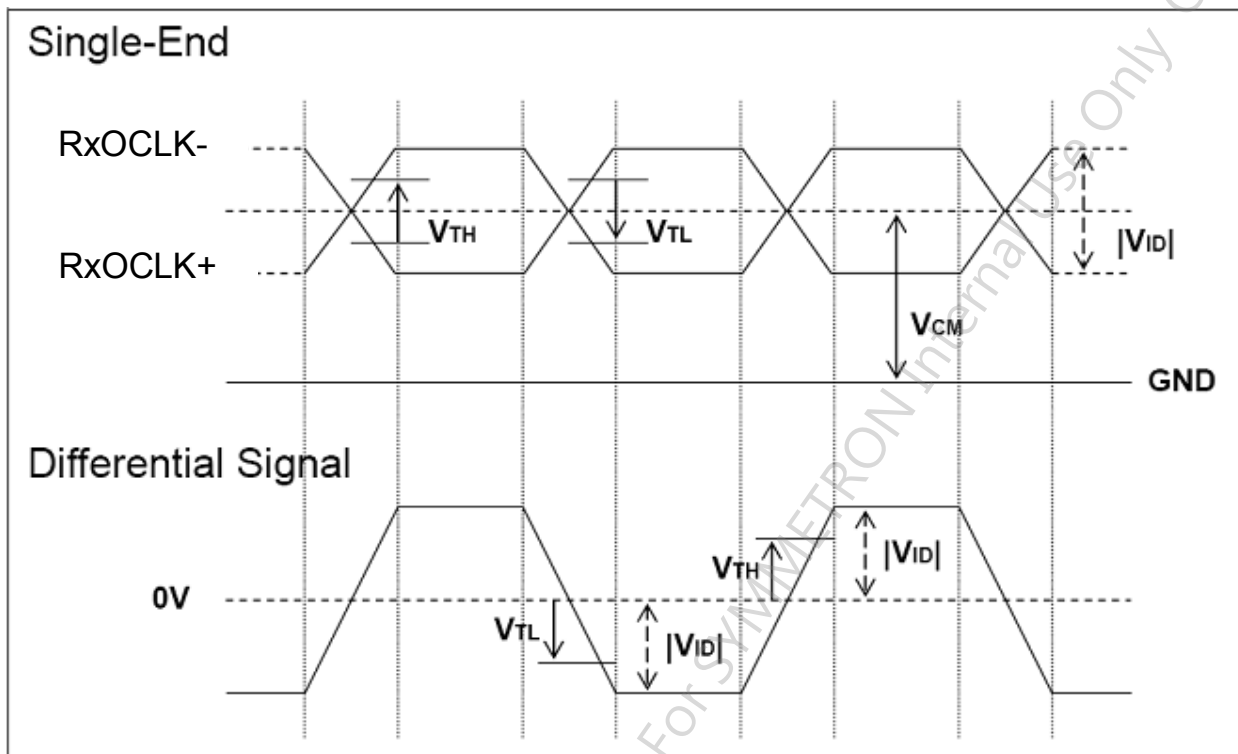 Single-End
RxOCLK-
VTH
VTL
|VID|
RxOCLK+
VCM
GND
Differential Signal
VTH
|VID|
0V
VTL
|VID|
For SYMMETRON Internal Use Only